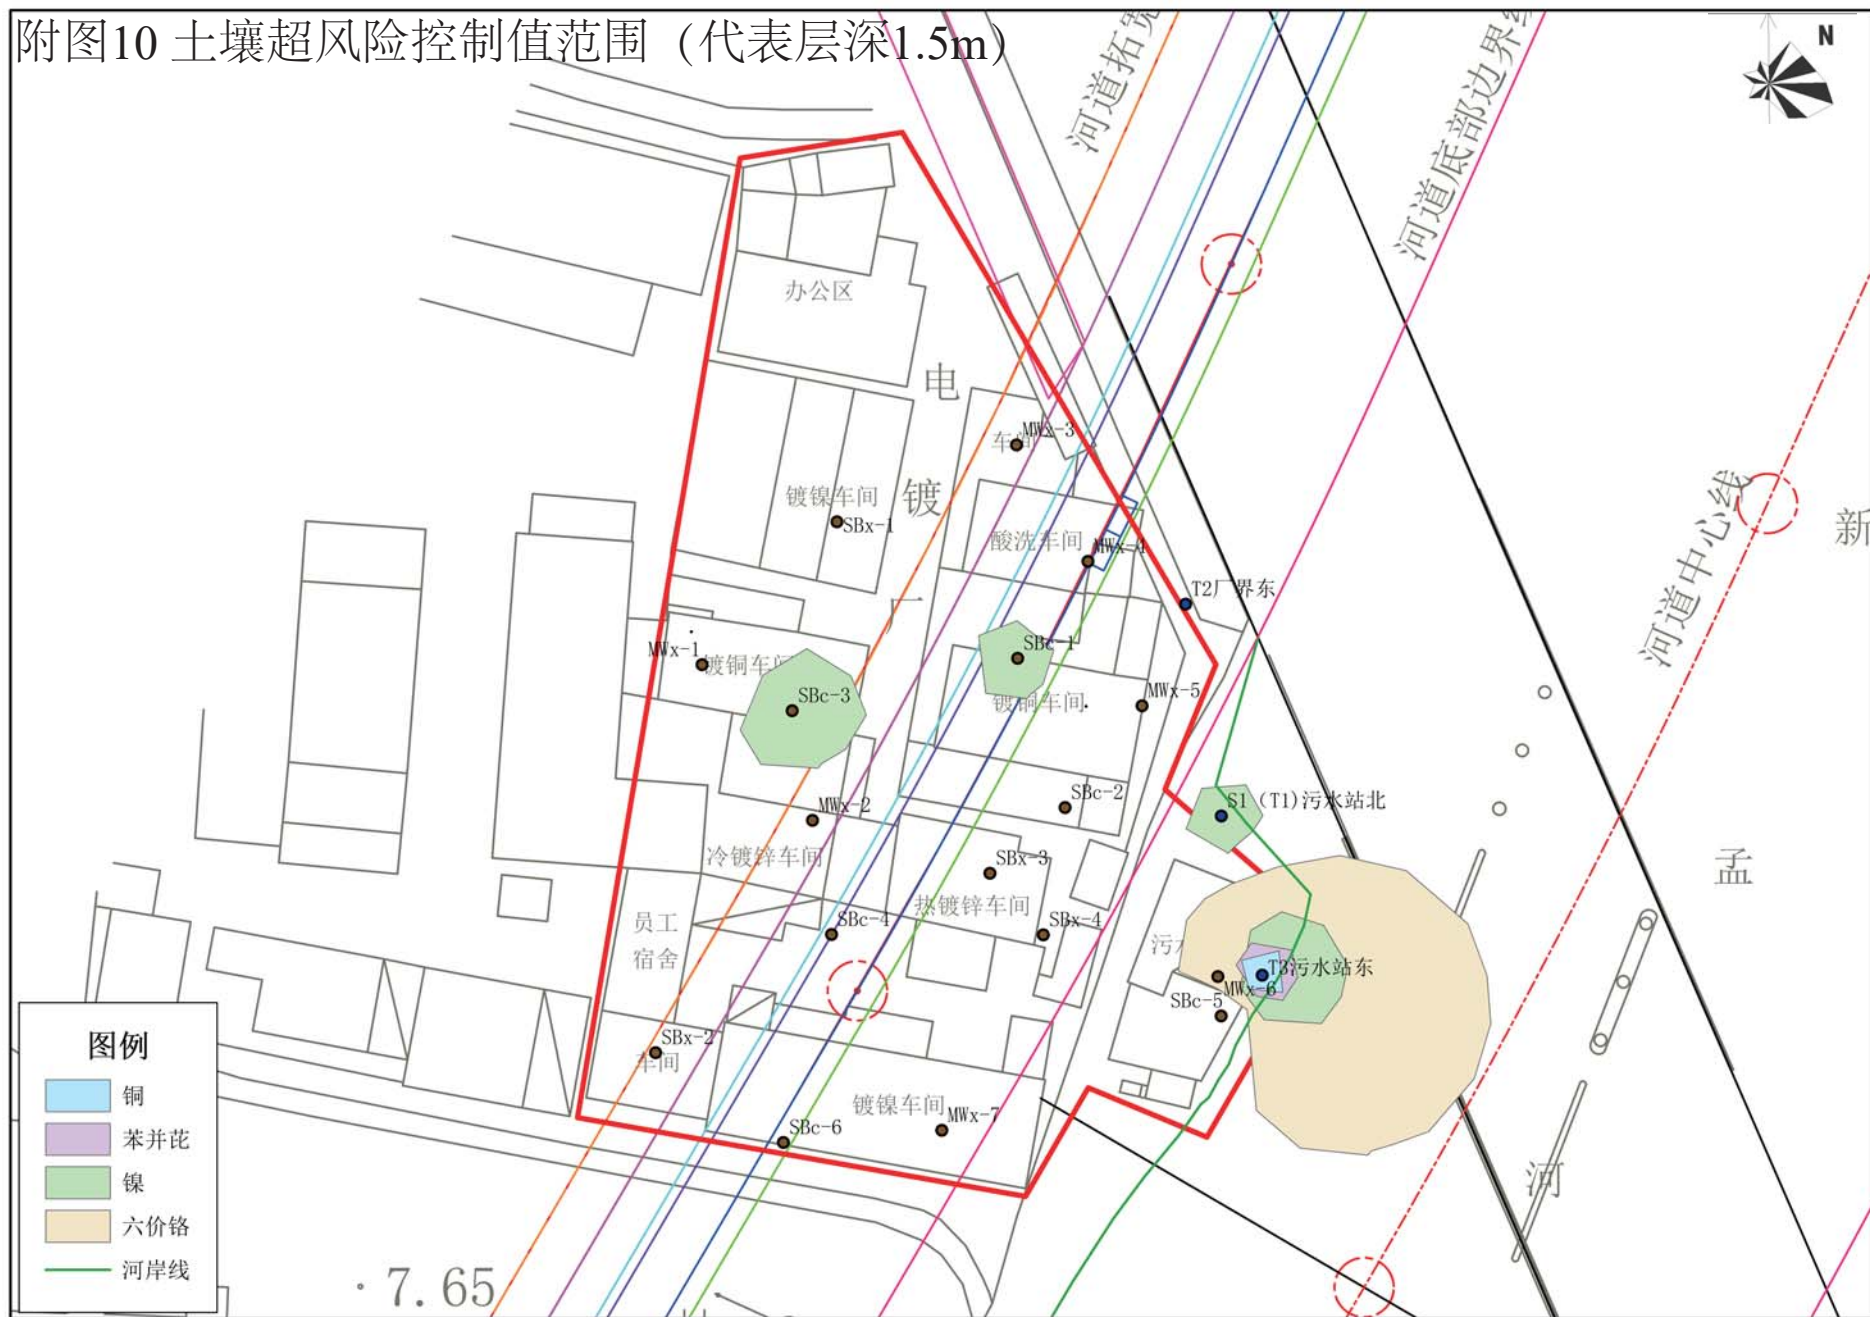 附图10 土壤超风险控制值范围（代表层深1.5m）
N
河道拓宽
河道底部边界线
办公区
电
MWx-3
车间
镀镍车间
镀
SBx-1
河道中心线
新
酸洗车间
MWx-4
T2厂界东
厂
MWx-1
镀铜车间
SBc-1
SBc-3
镀铜车间
MWx-5
MWx-2
SBc-2
S1（T1)污水站北
冷镀锌车间
SBx-3
孟
员工
宿舍
SBc-4
热镀锌车间
SBx-4
污水
T3污水站东
MWx-6
SBc-5
SBx-2
车间
镀镍车间
MWx-7
SBc-6
河
图例
铜
苯并芘
镍
六价铬
河岸线
7.65